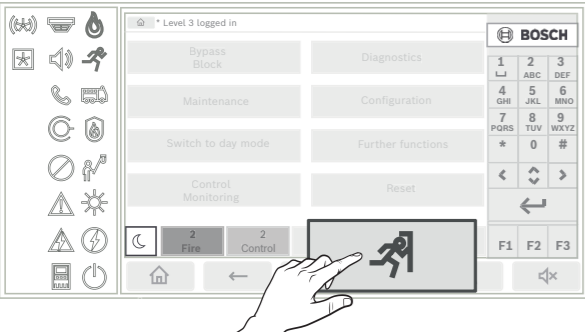 * Level 3 logged in
BOSCH
Bypass
Block
Diagnostics
Maintenance
Configuration
Switch to day mode
Further functions
Control
Monitoring
Reset
1 2 3
ABC DEF
4 5 6
GHI JKL MNO
7 8 9
PQRS TUV WXYZ
* 0 #
2
Fire
2
Control
F1 F2 F3